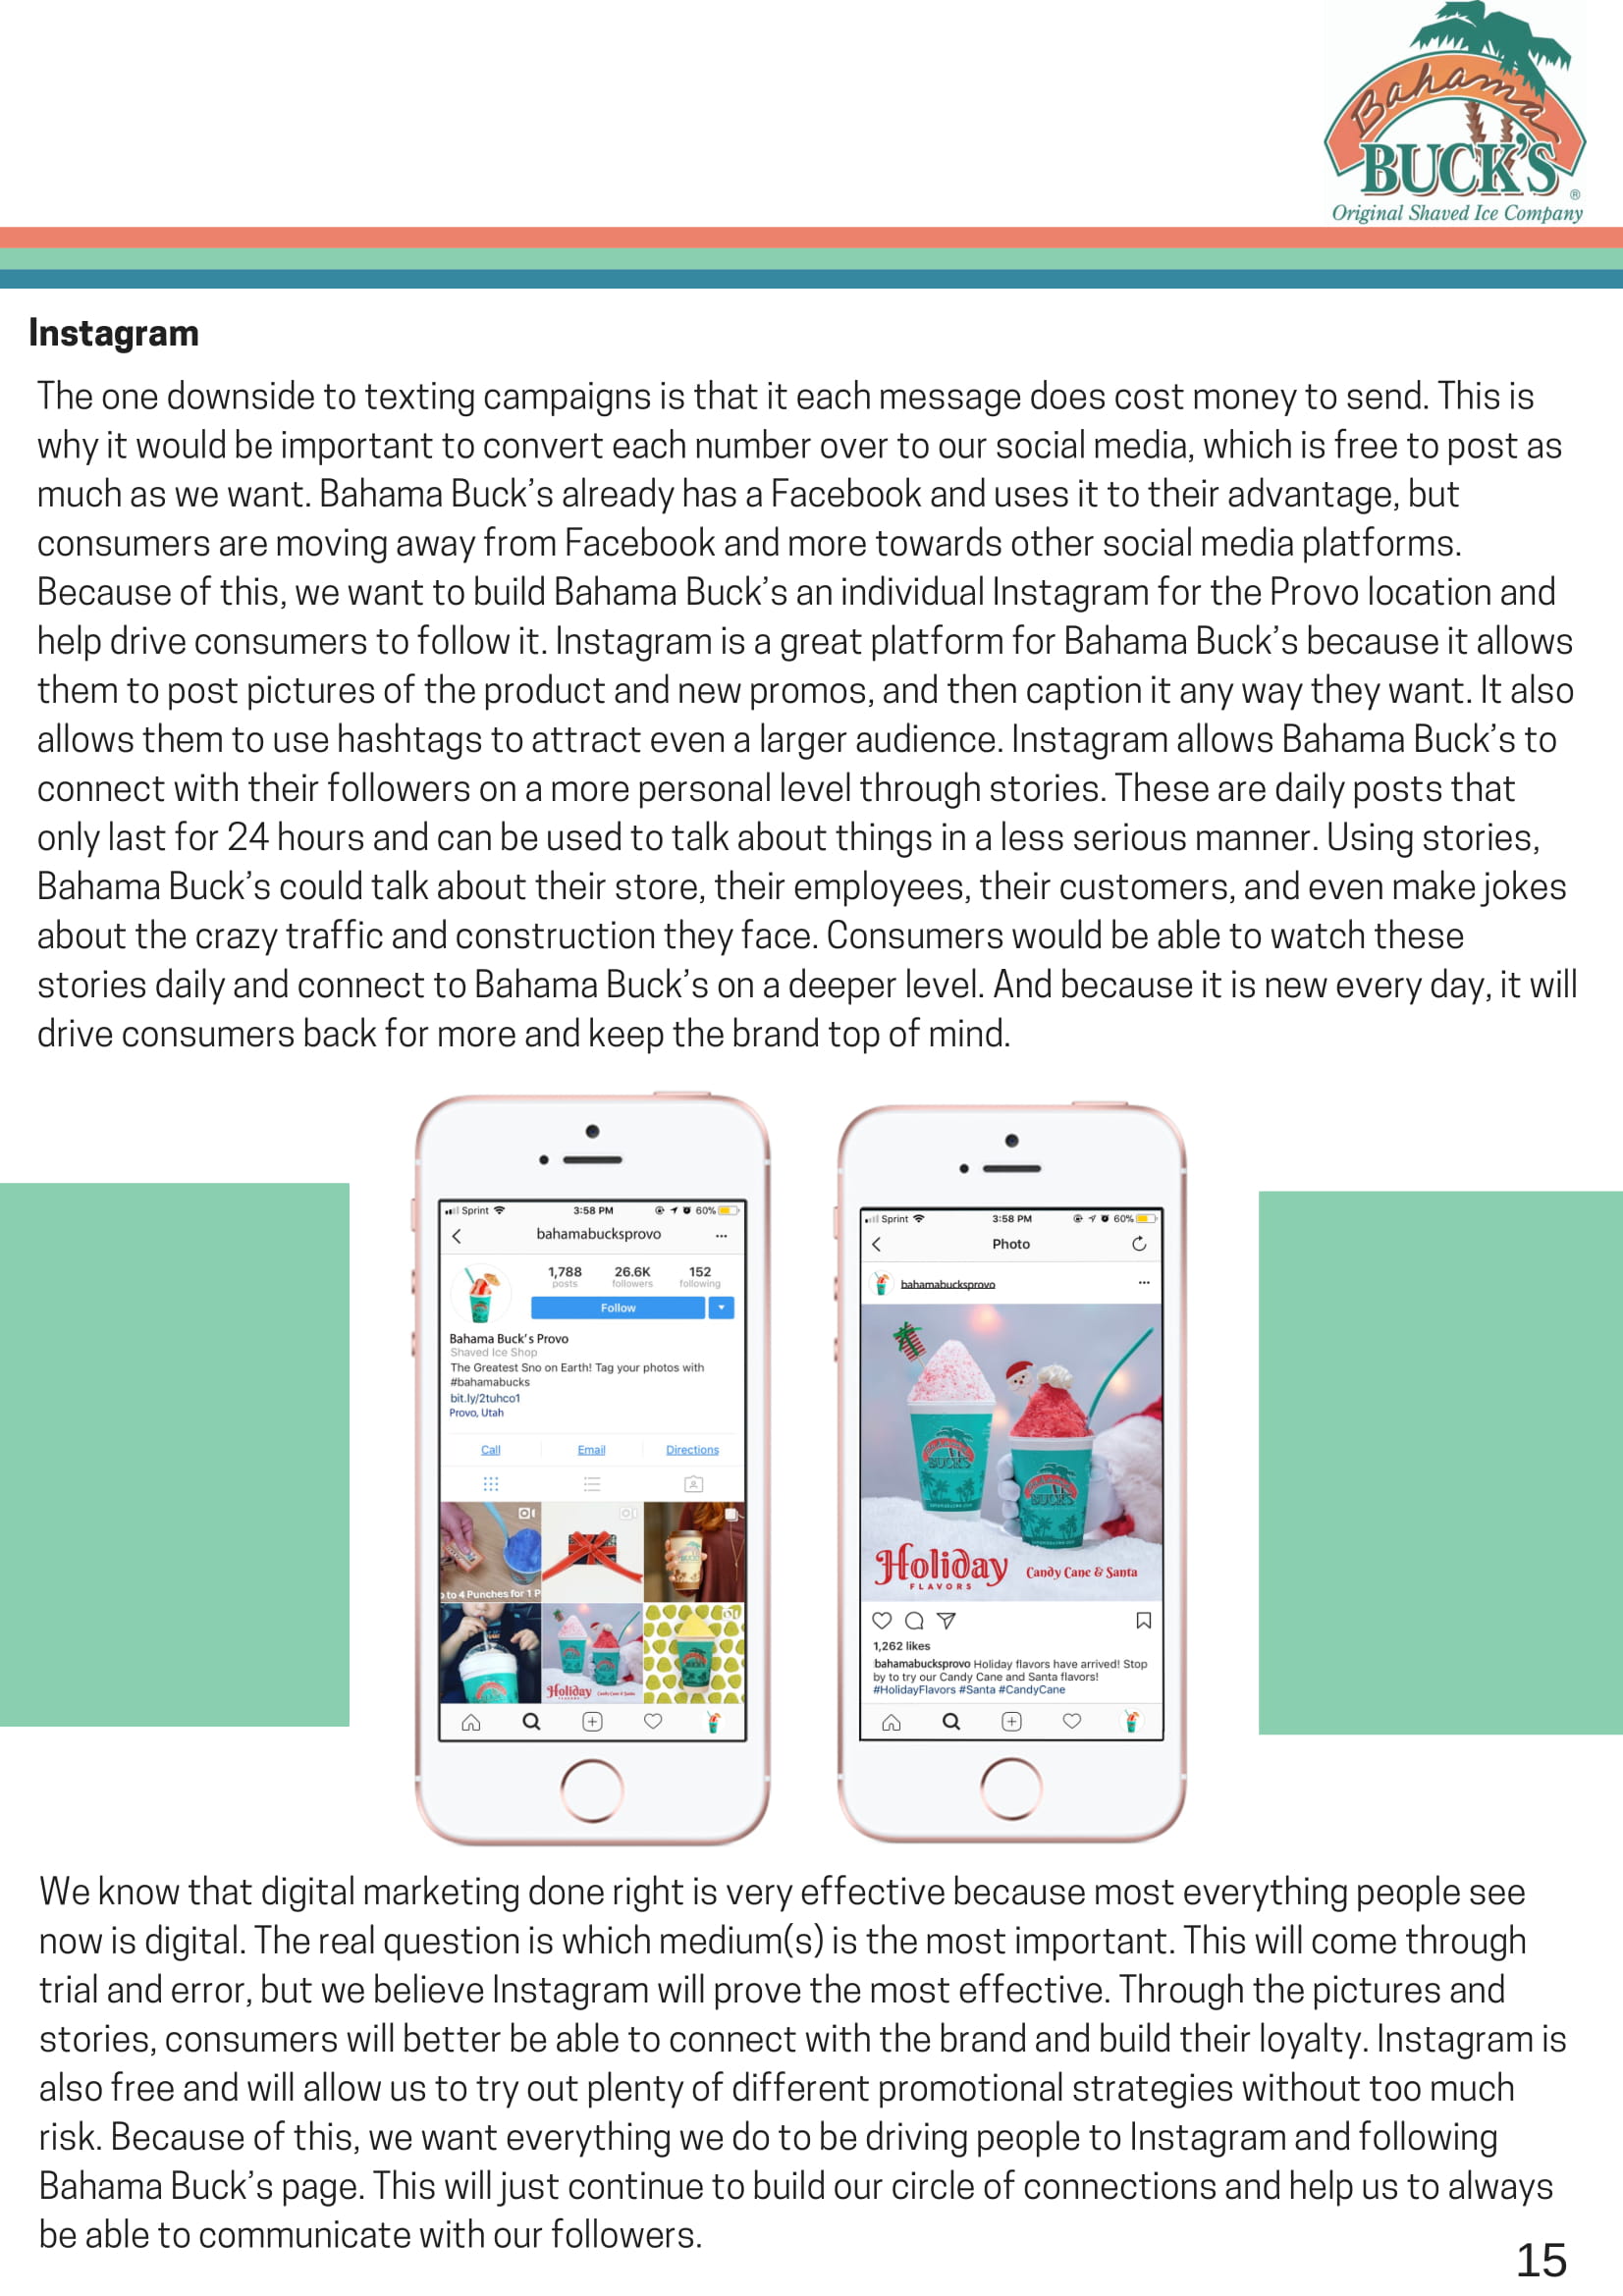 Bahama
BUCK'S
®
Original Shaved Ice Company
Instagram
The one downside to texting campaigns is that it each message does cost money to send. This is
why it would be important to convert each number over to our social media, which is free to post as
much as we want. Bahama Buck's already has a Facebook and uses it to their advantage, but
consumers are moving away from Facebook and more towards other social media platforms.
Because of this, we want to build Bahama Buck's an individual Instagram for the Provo location and
help drive consumers to follow it. Instagram is a great platform for Bahama Buck's because it allows
them to post pictures of the product and new promos, and then caption it any way they want. It also
allows them to use hashtags to attract even a larger audience. Instagram allows Bahama Buck's to
connect with their followers on a more personal level through stories. These are daily posts that
only last for 24 hours and can be used to talk about things in a less serious manner. Using stories,
Bahama Buck's could talk about their store, their employees, their customers, and even make jokes
about the crazy traffic and construction they face. Consumers would be able to watch these
stories daily and connect to Bahama Buck's on a deeper level. And because it is new every day, it will
drive consumers back for more and keep the brand top of mind.
Sprint 3:58 PM 60%
bahamabucksprovo
1,788 26.6K 152
posts followers following
Follow
Bahama Buck's Provo
Shaved Ice Shop
The Greatest Sno on Earth! Tag your photos with
#bahamabucks
bit.ly/2tuhco1
Provo, Utah
Call Email Directions
to 4 Punches for 1 P
Holiday
FLAVORS
Candy Cane & Santa
Sprint 3:58 PM 60%
Photo
bahamabucksprovo
BUCK'S
BUCK'S
Holiday
FLAVORS
Candy Cane & Santa
1,262 likes
bahamabucksprovo Holiday flavors have arrived! Stop
by to try our Candy Cane and Santa flavors!
#HolidayFlavors #Santa #CandyCane
We know that digital marketing done right is very effective because most everything people see
now is digital. The real question is which medium(s) is the most important. This will come through
trial and error, but we believe Instagram will prove the most effective. Through the pictures and
stories, consumers will better be able to connect with the brand and build their loyalty. Instagram is
also free and will allow us to try out plenty of different promotional strategies without too much
risk. Because of this, we want everything we do to be driving people to Instagram and following
Bahama Buck's page. This will just continue to build our circle of connections and help us to always
be able to communicate with our followers.
15